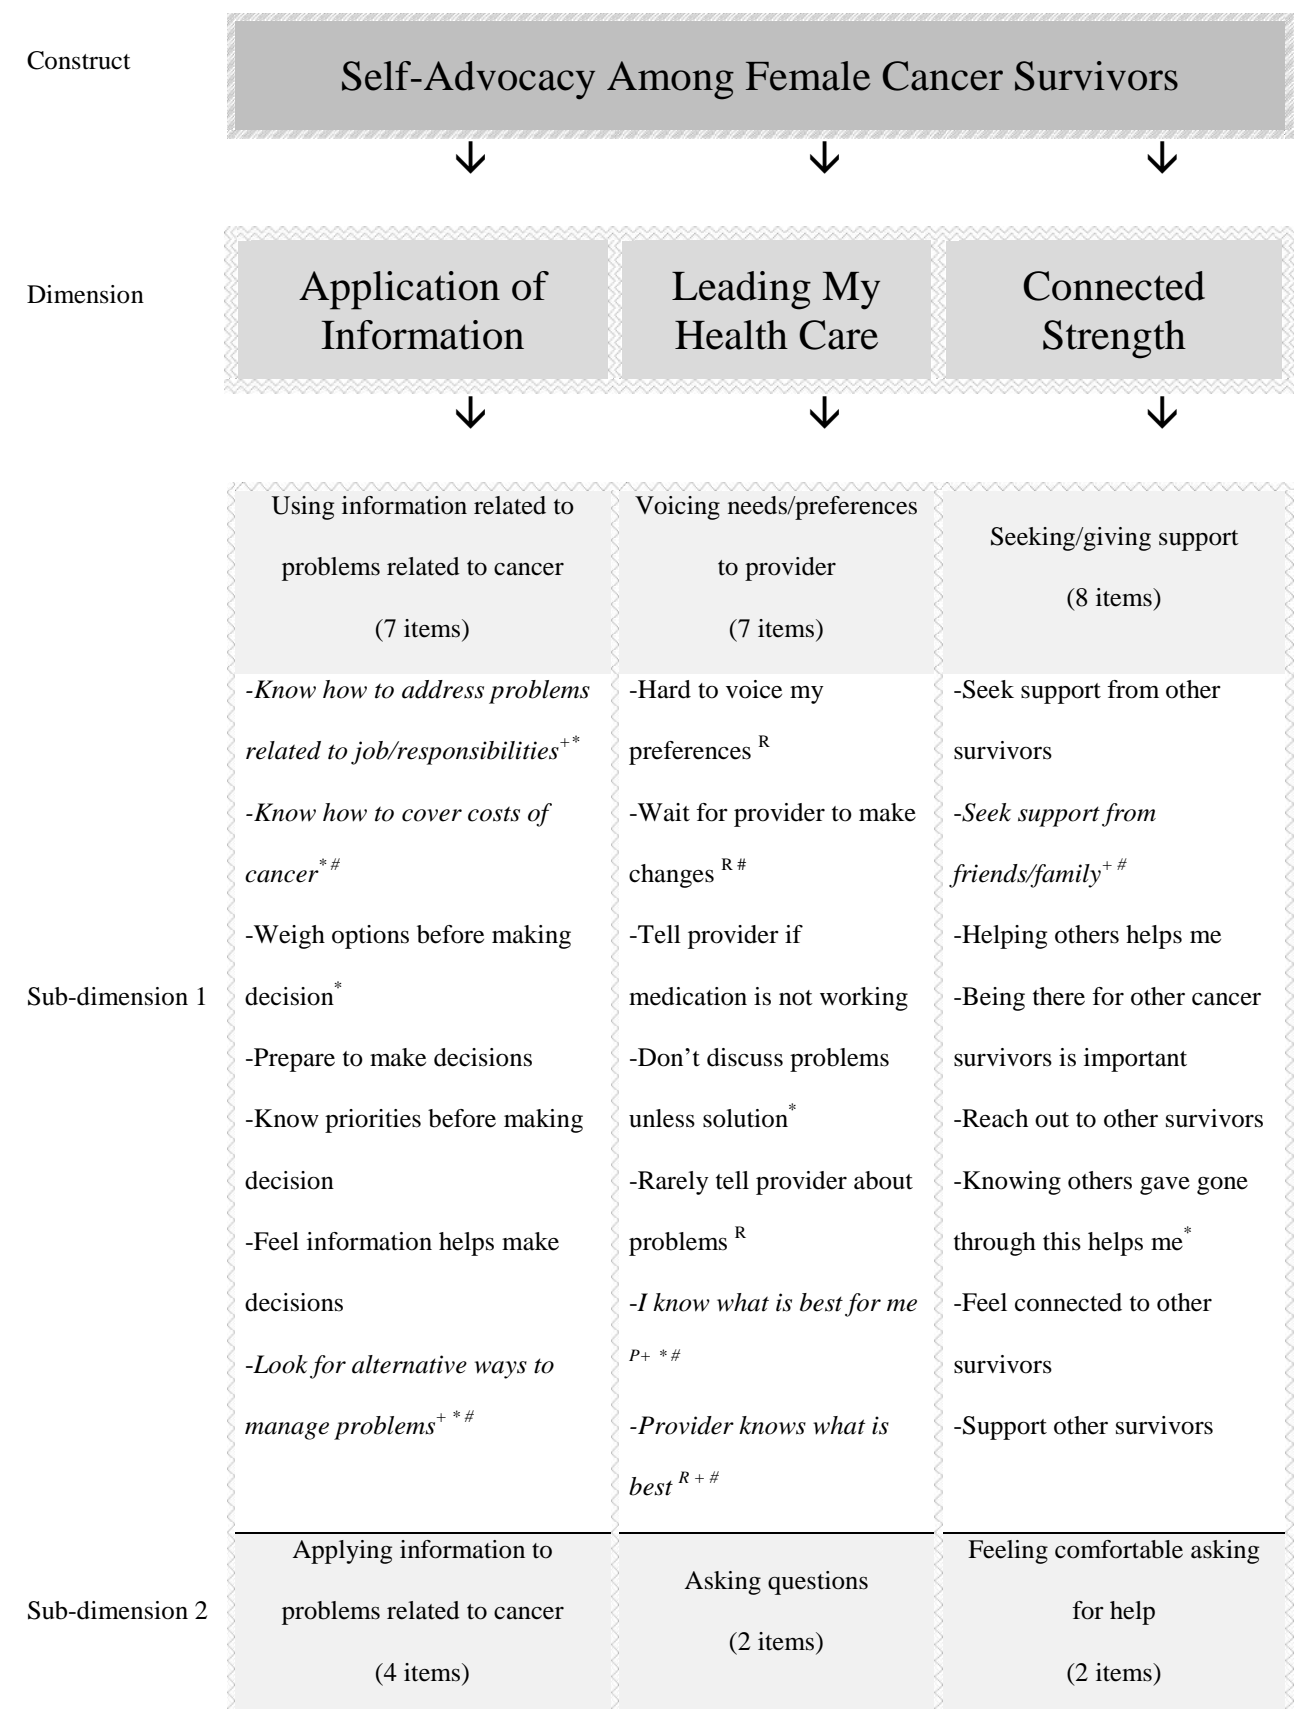 Construct
Self-Advocacy Among Female Cancer Survivors
↓ ↓ ↓
Dimension
Application of
Information
Leading My
Health Care
Connected
Strength
↓ ↓ ↓
Sub-dimension 1
Using information related to
problems related to cancer
(7 items)
-Know how to address problems
related to job/responsibilities+*
-Know how to cover costs of
cancer*#
-Weigh options before making
decision*
-Prepare to make decisions
-Know priorities before making
decision
-Feel information helps make
decisions
-Look for alternative ways to
manage problems+ *#
Voicing needs/preferences
to provider
(7 items)
-Hard to voice my
preferences R
-Wait for provider to make
changes R #
-Tell provider if
medication is not working
-Don’t discuss problems
unless solution*
-Rarely tell provider about
problems R
-I know what is best for me
P+ *#
-Provider knows what is
best R + #
Seeking/giving support
(8 items)
-Seek support from other
survivors
-Seek support from
friends/family+ #
-Helping others helps me
-Being there for other cancer
survivors is important
-Reach out to other survivors
-Knowing others gave gone
through this helps me*
-Feel connected to other
survivors
-Support other survivors
Sub-dimension 2
Applying information to
problems related to cancer
(4 items)
Asking questions
(2 items)
Feeling comfortable asking
for help
(2 items)